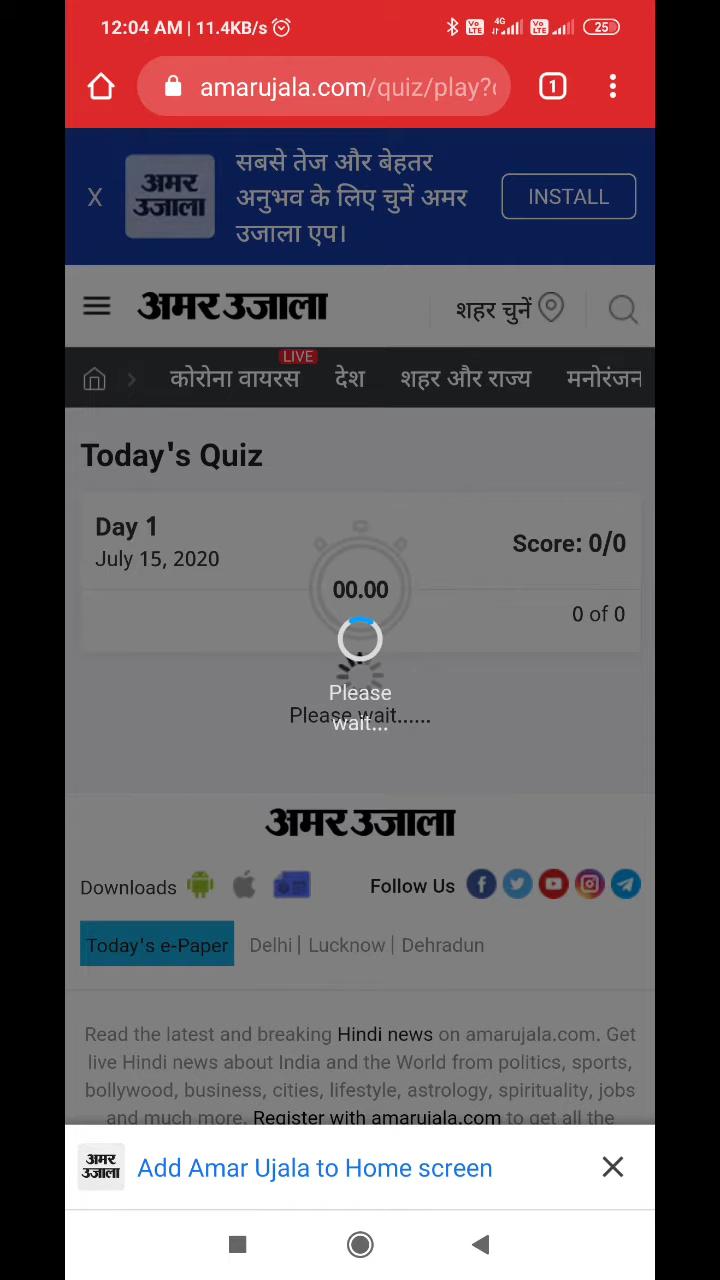 12:04 AM | 11.4KB/s
Vo LTE 4G Vo LTE 25
amarujala.com/quiz/play?
1
X
अमर
उजाला
सबसे तेज और बेहतर
अनुभव के लिए चुनें अमर
उजाला एप।
INSTALL
अमर उजाला
शहर चुनें
LIVE
कोरोना वायरस देश शहर और राज्य मनोरंजन
Today's Quiz
Day 1
July 15, 2020
00.00
Score: 0/0
0 of 0
Please
wait...
Please wait......
अमर उजाला
Downloads
Follow Us
Today's e-Paper Delhi | Lucknow | Dehradun
Read the latest and breaking Hindi news on amarujala.com. Get
live Hindi news about India and the World from politics, sports,
bollywood, business, cities, lifestyle, astrology, spirituality, jobs
and much more. Register with amarujala.com to get all the
अमर
उजाला
Add Amar Ujala to Home screen